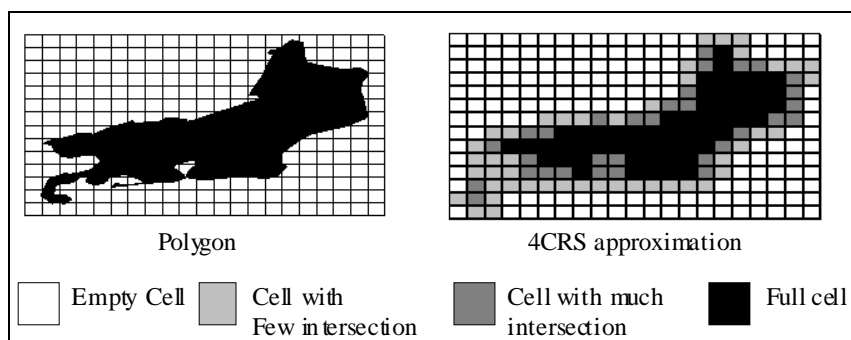 Polygon
4CRS approximation
Empty Cell
Cell with
Few intersection
Cell with much
intersection
Full cell